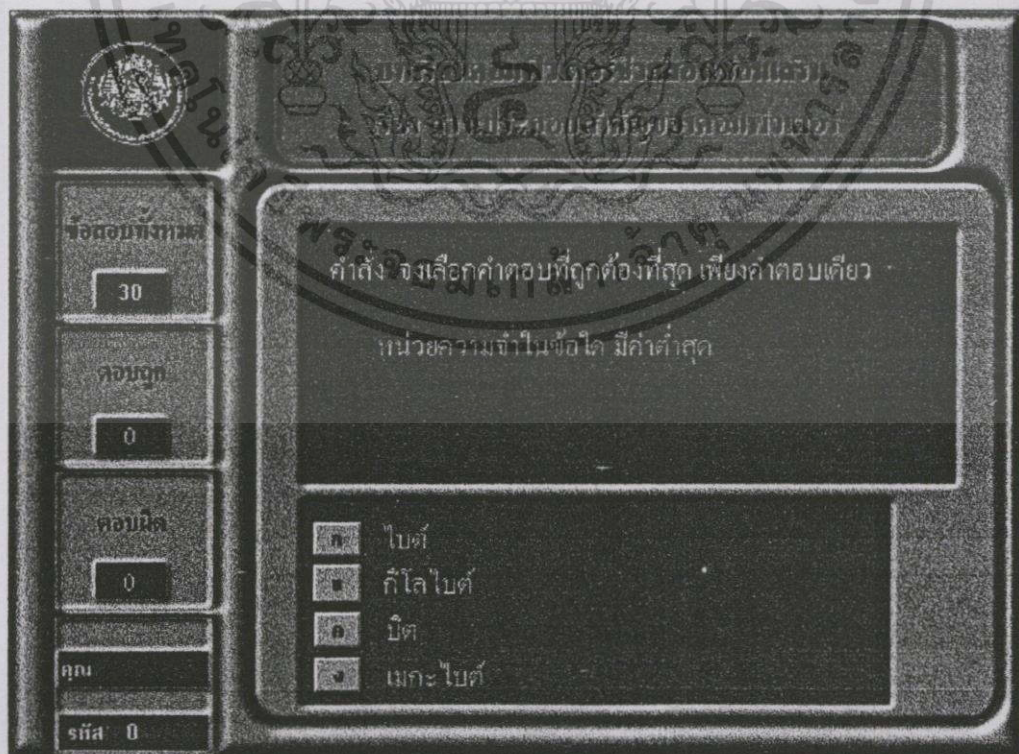 ข้อสอบทั้งหมด
30
ตอบถูก
0
ตอบผิด
0
คุณ
รหัส 0
คำสั่ง จงเลือกคำตอบที่ถูกต้องที่สุด เพียงคำตอบเดียว
หน่วยความจำในข้อใด มีค่าต่ำสุด
ก ไบต์
ข กิโลไบต์
ค บิต
ง เมกะไบต์